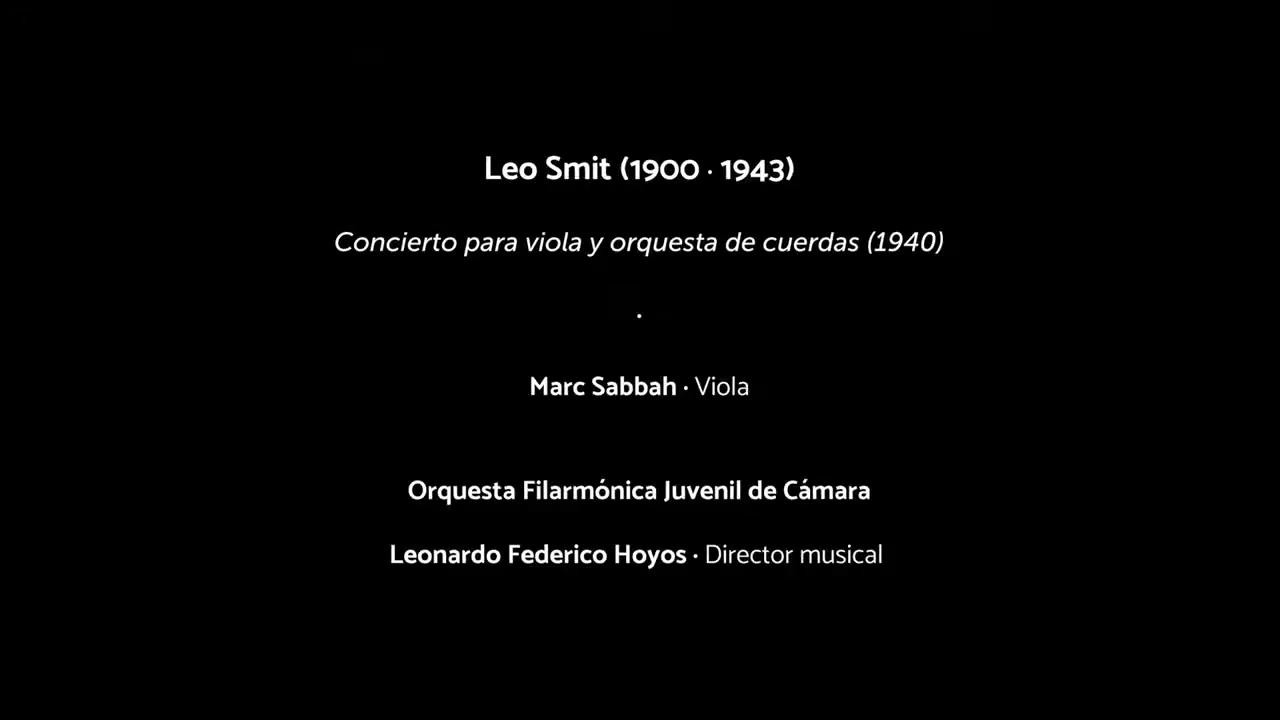 Leo Smit (1900 · 1943)
Concierto para viola y orquesta de cuerdas (1940)
·
Marc Sabbah · Viola
Orquesta Filarmónica Juvenil de Cámara
Leonardo Federico Hoyos · Director musical